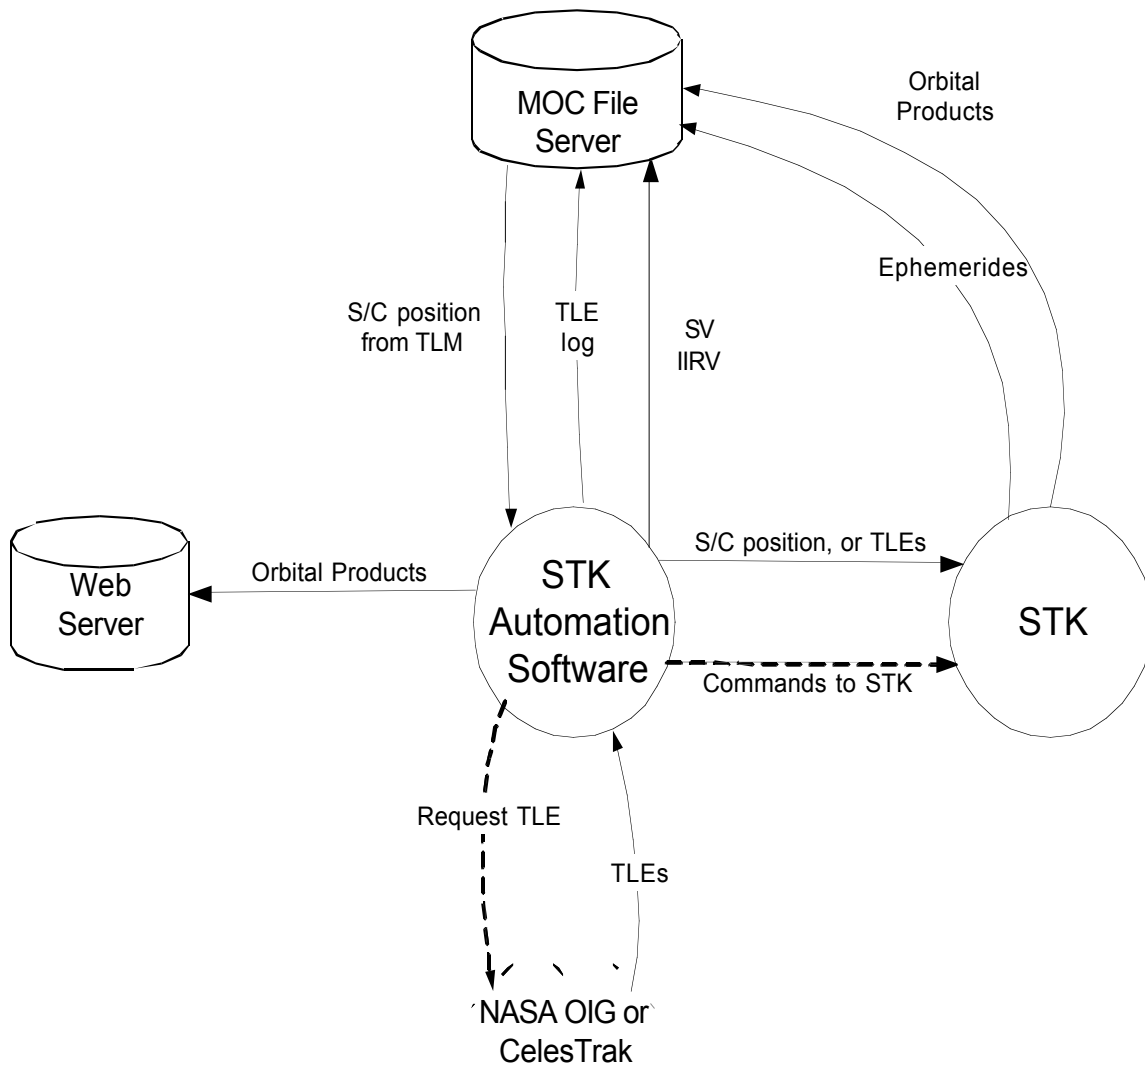 MOC File
Server
Orbital
Products
Ephemerides
S/C position
from TLM
TLE
log
SV
IIRV
S/C position, or TLEs
Orbital Products
Web
Server
STK
Automation
Software
STK
Commands to STK
Request TLE
TLEs
NASA OIG or
CelesTrak